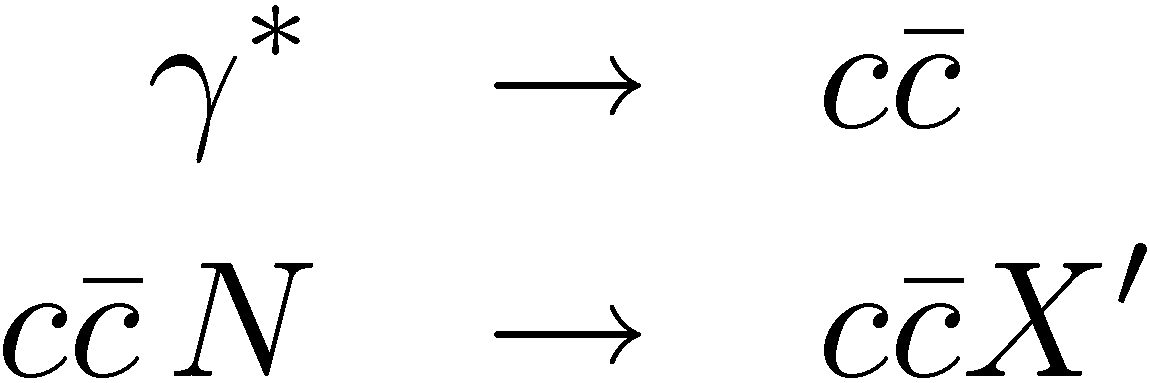 γ* → cc̅
cc̅ N → cc̅X′